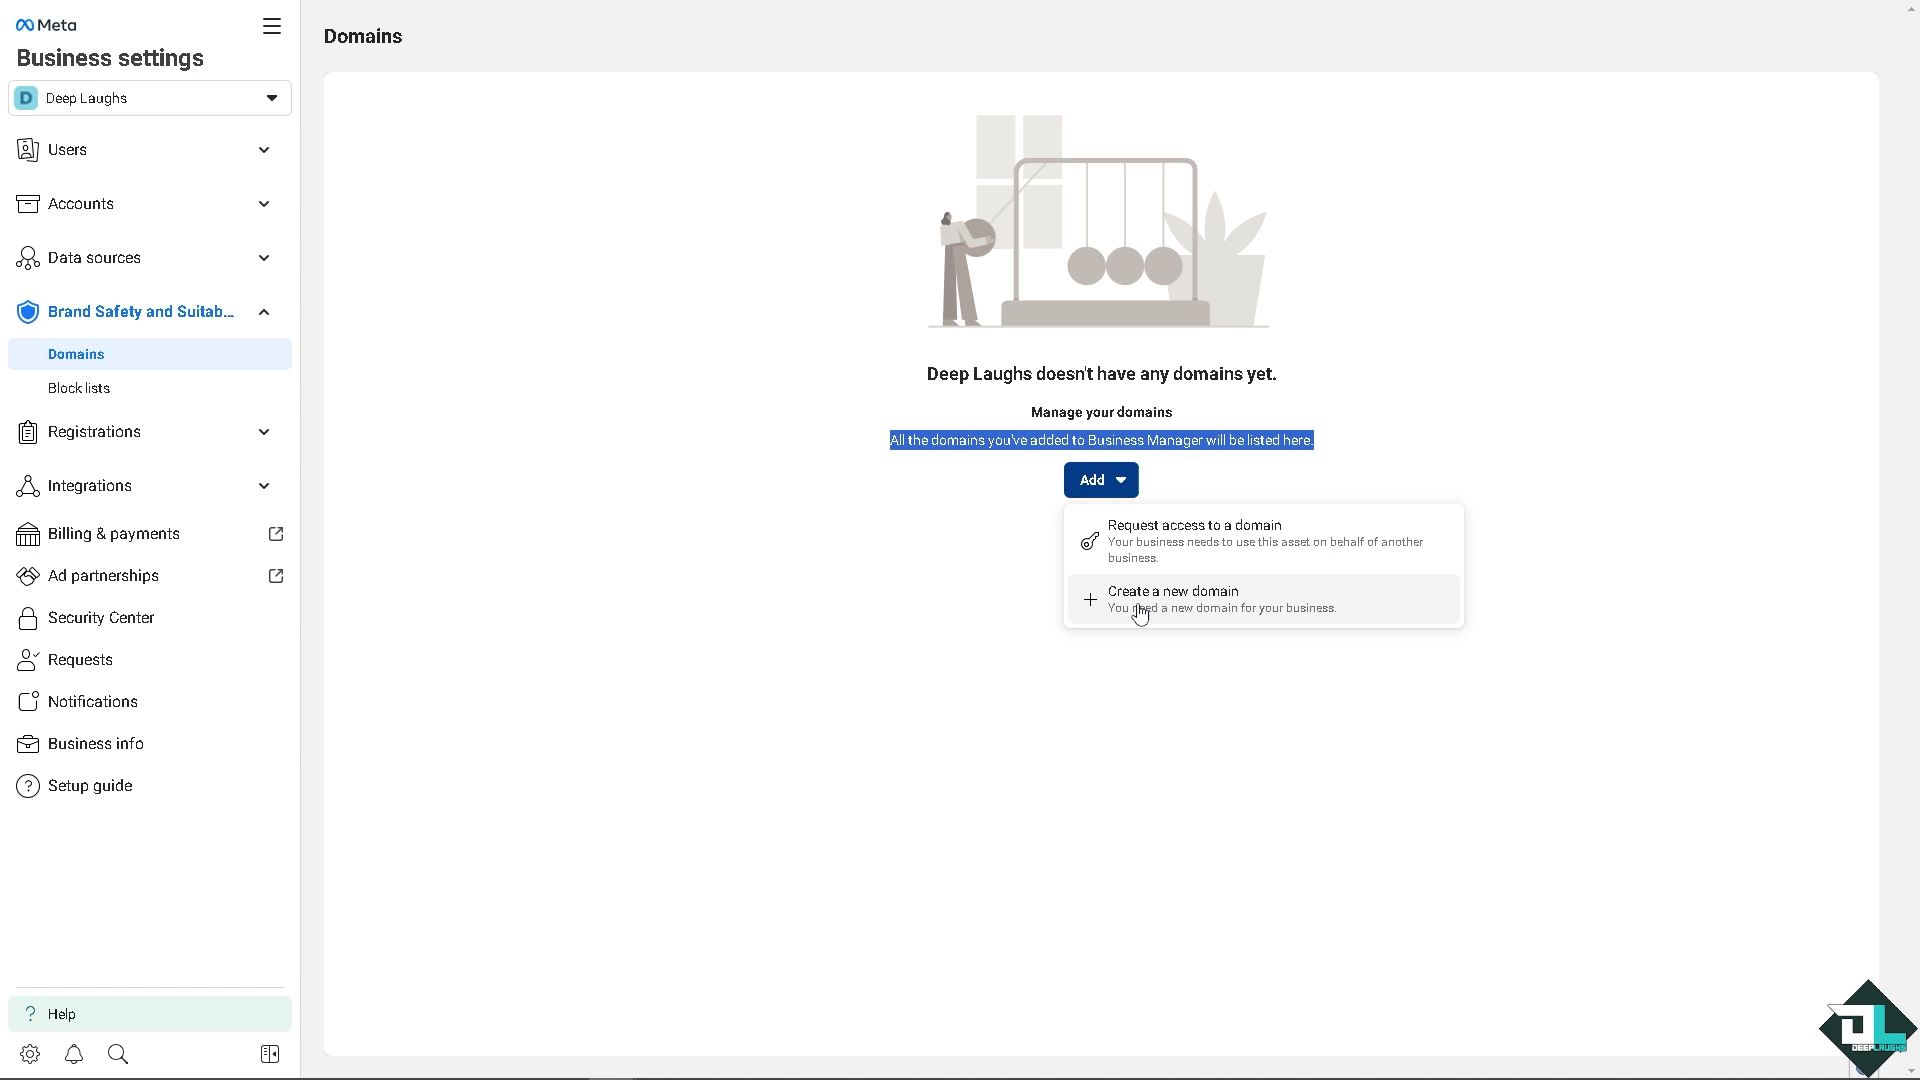 Meta
Business settings
D Deep Laughs
Users
Accounts
Data sources
Brand Safety and Suitab...
Domains
Block lists
Registrations
Integrations
Billing & payments
Ad partnerships
Security Center
Requests
Notifications
Business info
Setup guide
? Help
Domains
Deep Laughs doesn't have any domains yet.
Manage your domains
All the domains you've added to Business Manager will be listed here.
Add
Request access to a domain
Your business needs to use this asset on behalf of another
business.
Create a new domain
You need a new domain for your business.
DL
DEEPLAUGHS